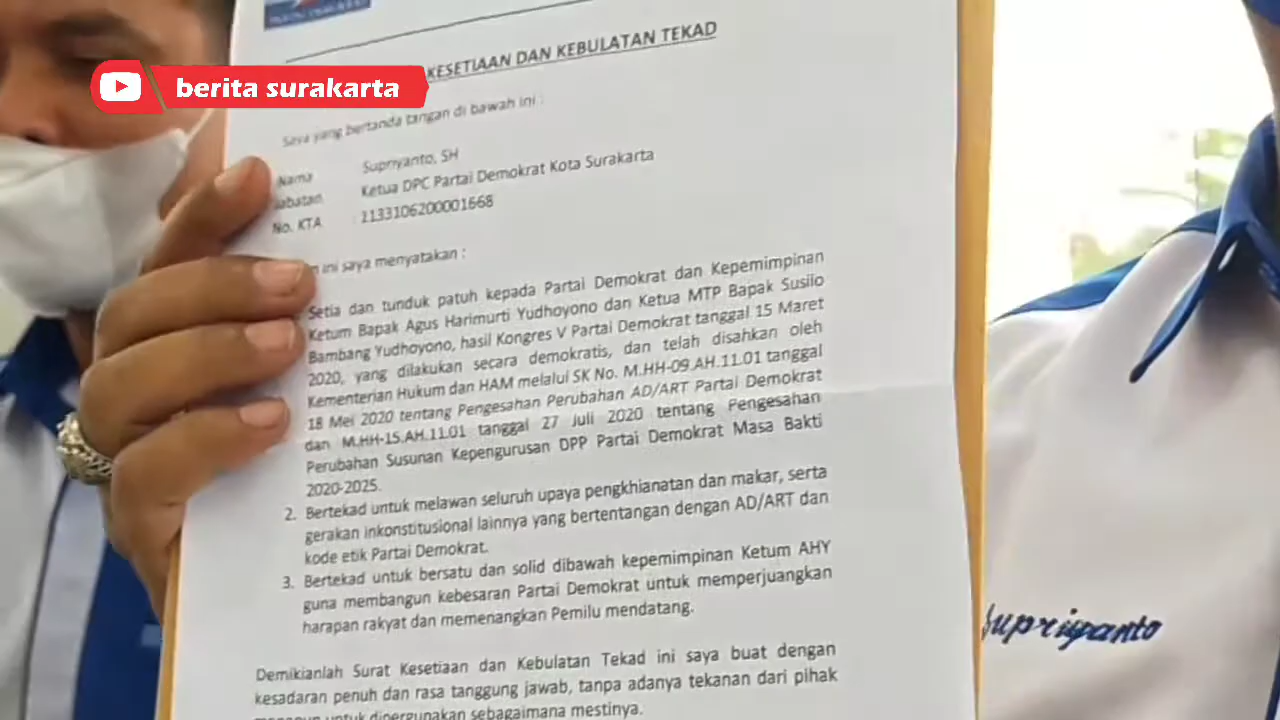 KESETIAAN DAN KEBULATAN TEKAD
berita surakarta
Saya yang bertanda tangan di bawah ini :
Nama Supriyanto, SH
Jabatan Ketua DPC Partai Demokrat Kota Surakarta
No. KTA : 1133106200001668
ini saya menyatakan :
Setia dan tunduk patuh kepada Partai Demokrat dan Kepemimpinan
Ketum Bapak Agus Harimurti Yudhoyono dan Ketua MTP Bapak Susilo
Bambang Yudhoyono, hasil Kongres V Partai Demokrat tanggal 15 Maret
2020, yang dilakukan secara demokratis, dan telah disahkan oleh
Kementerian Hukum dan HAM melalui SK No. M.HH-09.AH.11.01 tanggal
18 Mei 2020 tentang Pengesahan Perubahan AD/ART Partai Demokrat
dan M.HH-15.AH.11.01 tanggal 27 Juli 2020 tentang Pengesahan
Perubahan Susunan Kepengurusan DPP Partai Demokrat Masa Bakti
2020-2025.
2. Bertekad untuk melawan seluruh upaya pengkhianatan dan makar, serta
gerakan inkonstitusional lainnya yang bertentangan dengan AD/ART dan
kode etik Partai Demokrat.
3. Bertekad untuk bersatu dan solid dibawah kepemimpinan Ketum AHY
guna membangun kebesaran Partai Demokrat untuk memperjuangkan
harapan rakyat dan memenangkan Pemilu mendatang.
Demikianlah Surat Kesetiaan dan Kebulatan Tekad ini saya buat dengan
kesadaran penuh dan rasa tanggung jawab, tanpa adanya tekanan dari pihak
untuk dipergunakan sebagaimana mestinya.
Supriyanto